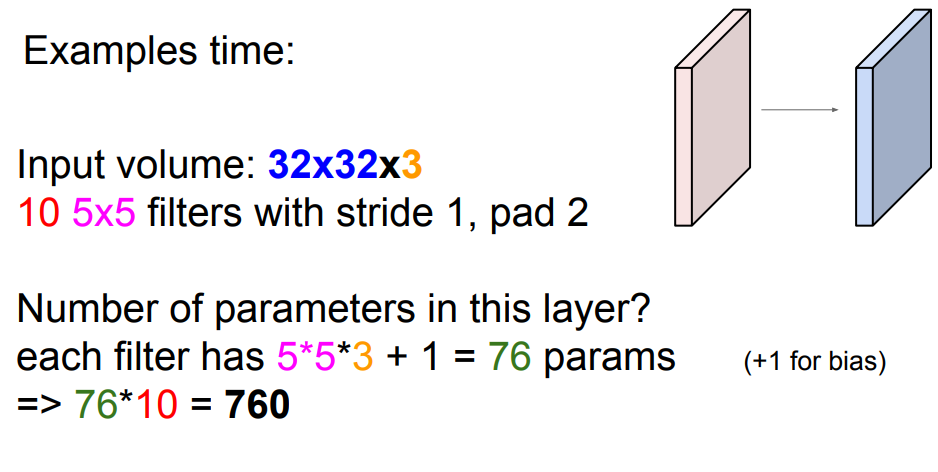 Examples time:
Input volume: 32x32x3
10 5x5 filters with stride 1, pad 2
Number of parameters in this layer?
each filter has 5*5*3 + 1 = 76 params (+1 for bias)
=> 76*10 = 760